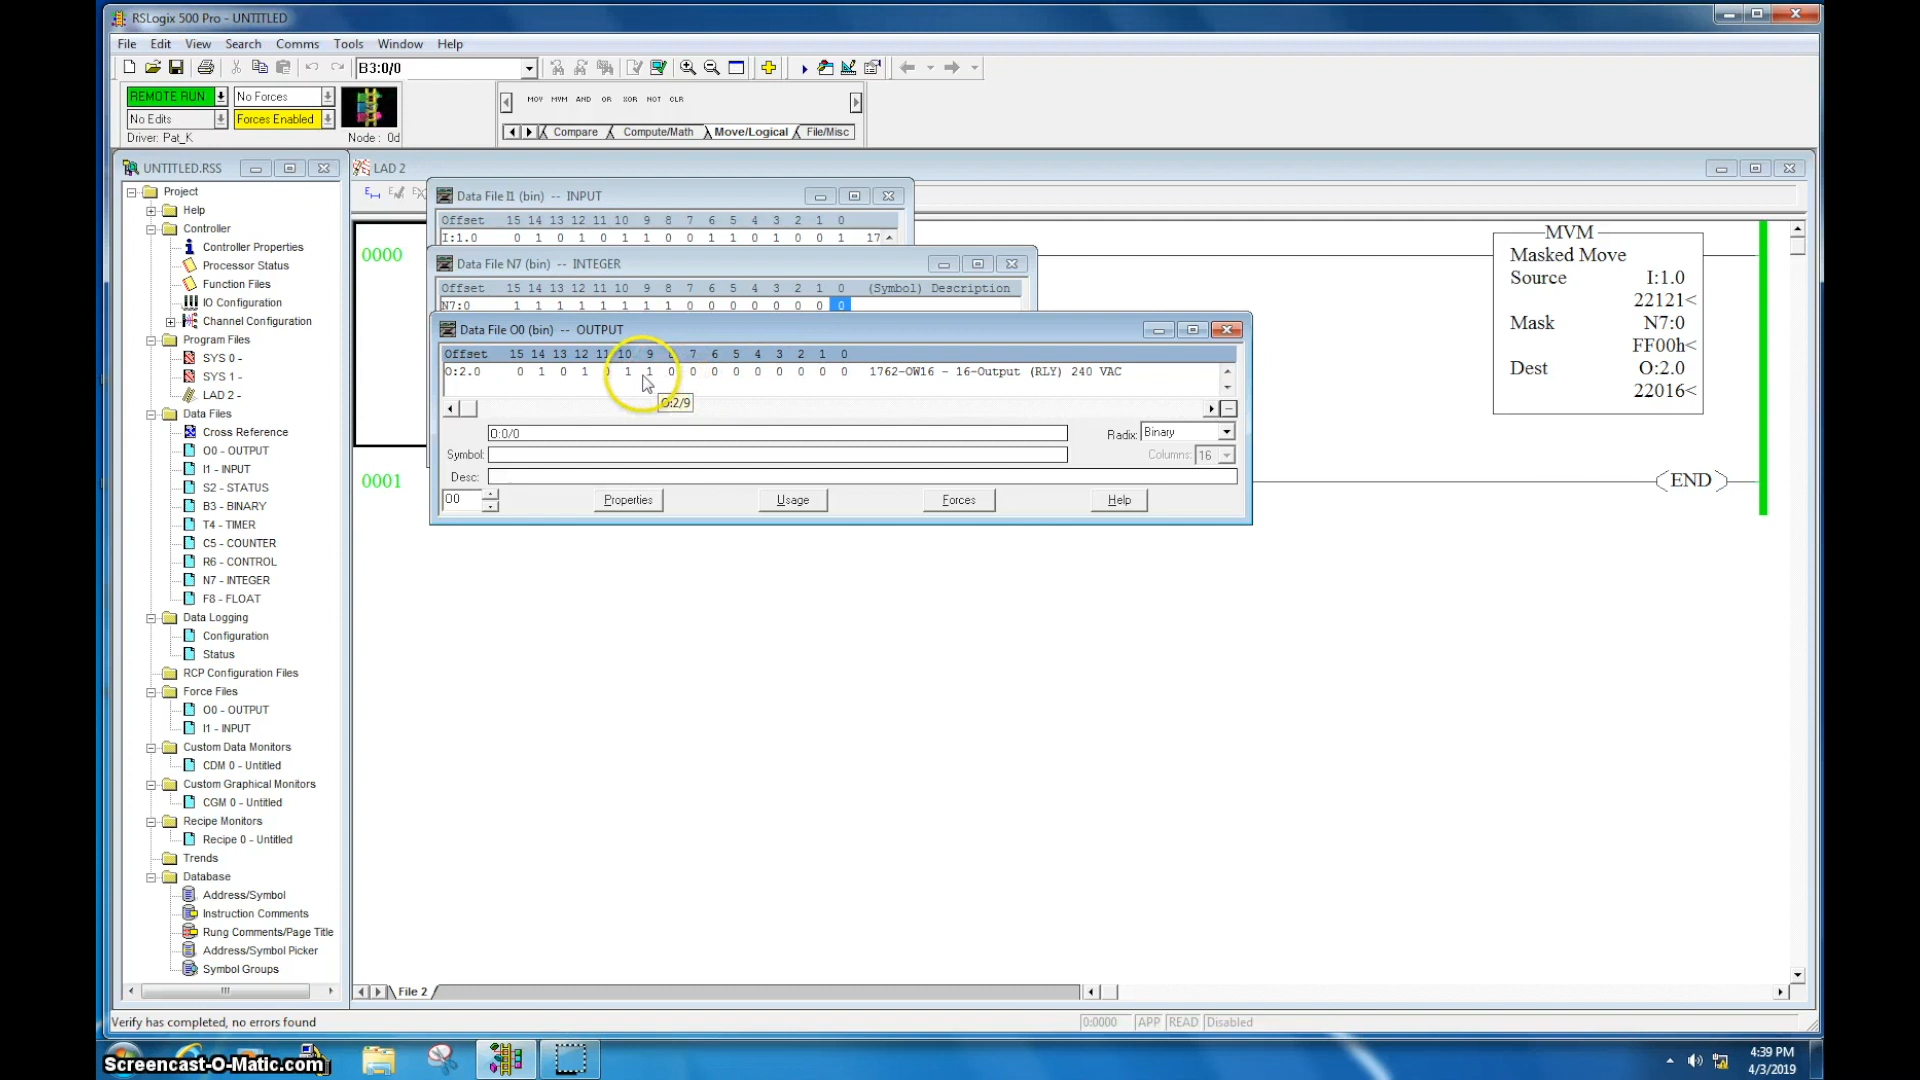 RSLogix 500 Pro - UNTITLED
File Edit View Search Comms Tools Window Help
B3:0/0
REMOTE RUN No Forces
No Edits Forces Enabled
Driver: Pat_K Node : 0d
MOV MVM AND OR XOR NOT CLR
Compare Compute/Math Move/Logical File/Misc
UNTITLED.RSS
Project
Help
Controller
Controller Properties
Processor Status
Function Files
IO Configuration
Channel Configuration
Program Files
SYS 0 -
SYS 1 -
LAD 2 -
Data Files
Cross Reference
O0 - OUTPUT
I1 - INPUT
S2 - STATUS
B3 - BINARY
T4 - TIMER
C5 - COUNTER
R6 - CONTROL
N7 - INTEGER
F8 - FLOAT
Data Logging
Configuration
Status
RCP Configuration Files
Force Files
O0 - OUTPUT
I1 - INPUT
Custom Data Monitors
CDM 0 - Untitled
Custom Graphical Monitors
CGM 0 - Untitled
Recipe Monitors
Recipe 0 - Untitled
Trends
Database
Address/Symbol
Instruction Comments
Rung Comments/Page Title
Address/Symbol Picker
Symbol Groups
LAD 2
0000
0001
Data File I1 (bin) -- INPUT
Offset 15 14 13 12 11 10 9 8 7 6 5 4 3 2 1 0
I:1.0 0 1 0 1 0 1 1 0 0 1 1 0 1 0 0 1 17
Data File N7 (bin) -- INTEGER
Offset 15 14 13 12 11 10 9 8 7 6 5 4 3 2 1 0 (Symbol) Description
N7:0 1 1 1 1 1 1 1 1 0 0 0 0 0 0 0 0
Data File O0 (bin) -- OUTPUT
Offset 15 14 13 12 11 10 9 8 7 6 5 4 3 2 1 0
O:2.0 0 1 0 1 0 1 1 0 0 0 0 0 0 0 0 0 1762-OW16 - 16-Output (RLY) 240 VAC
O:2/9
O:0/0
Radix: Binary
Symbol:
Columns: 16
Desc:
O0 Properties Usage Forces Help
MVM
Masked Move
Source I:1.0
22121<
Mask N7:0
FF00h<
Dest O:2.0
22016<
END
File 2
Verify has completed, no errors found
0:0000 APP READ Disabled
Screencast-O-Matic.com
4:39 PM
4/3/2019